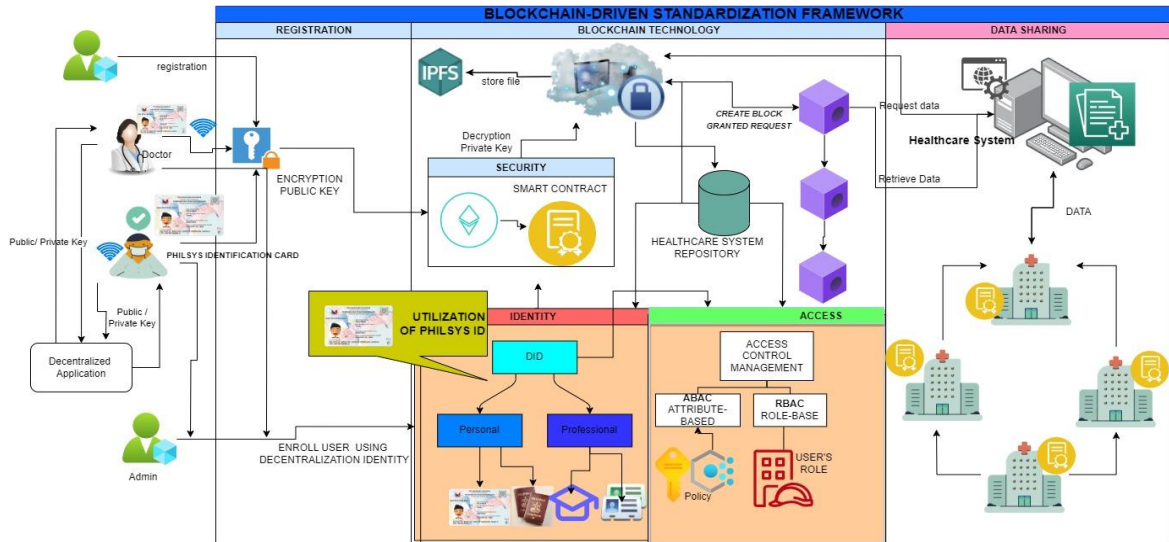 BLOCKCHAIN-DRIVEN STANDARDIZATION FRAMEWORK
REGISTRATION
BLOCKCHAIN TECHNOLOGY
DATA SHARING
registration
IPFS
store file
CREATE BLOCK
GRANTED REQUEST
Request data
Healthcare System
Doctor
Decryption
Private Key
ENCRYPTION
PUBLIC KEY
SECURITY
SMART CONTRACT
Retrieve Data
DATA
Public/ Private Key
PHILSYS IDENTIFICATION CARD
HEALTHCARE SYSTEM
REPOSITORY
Public /
Private Key
Decentralized
Application
UTILIZATION
OF PHILSYS ID
IDENTITY
ACCESS
DID
ACCESS
CONTROL
MANAGEMENT
ABAC
ATTRIBUTE-
BASED
RBAC
ROLE-BASE
Personal
Professional
ENROLL USER USING
DECENTRALIZATION IDENTITY
USER'S
ROLE
Policy
Admin